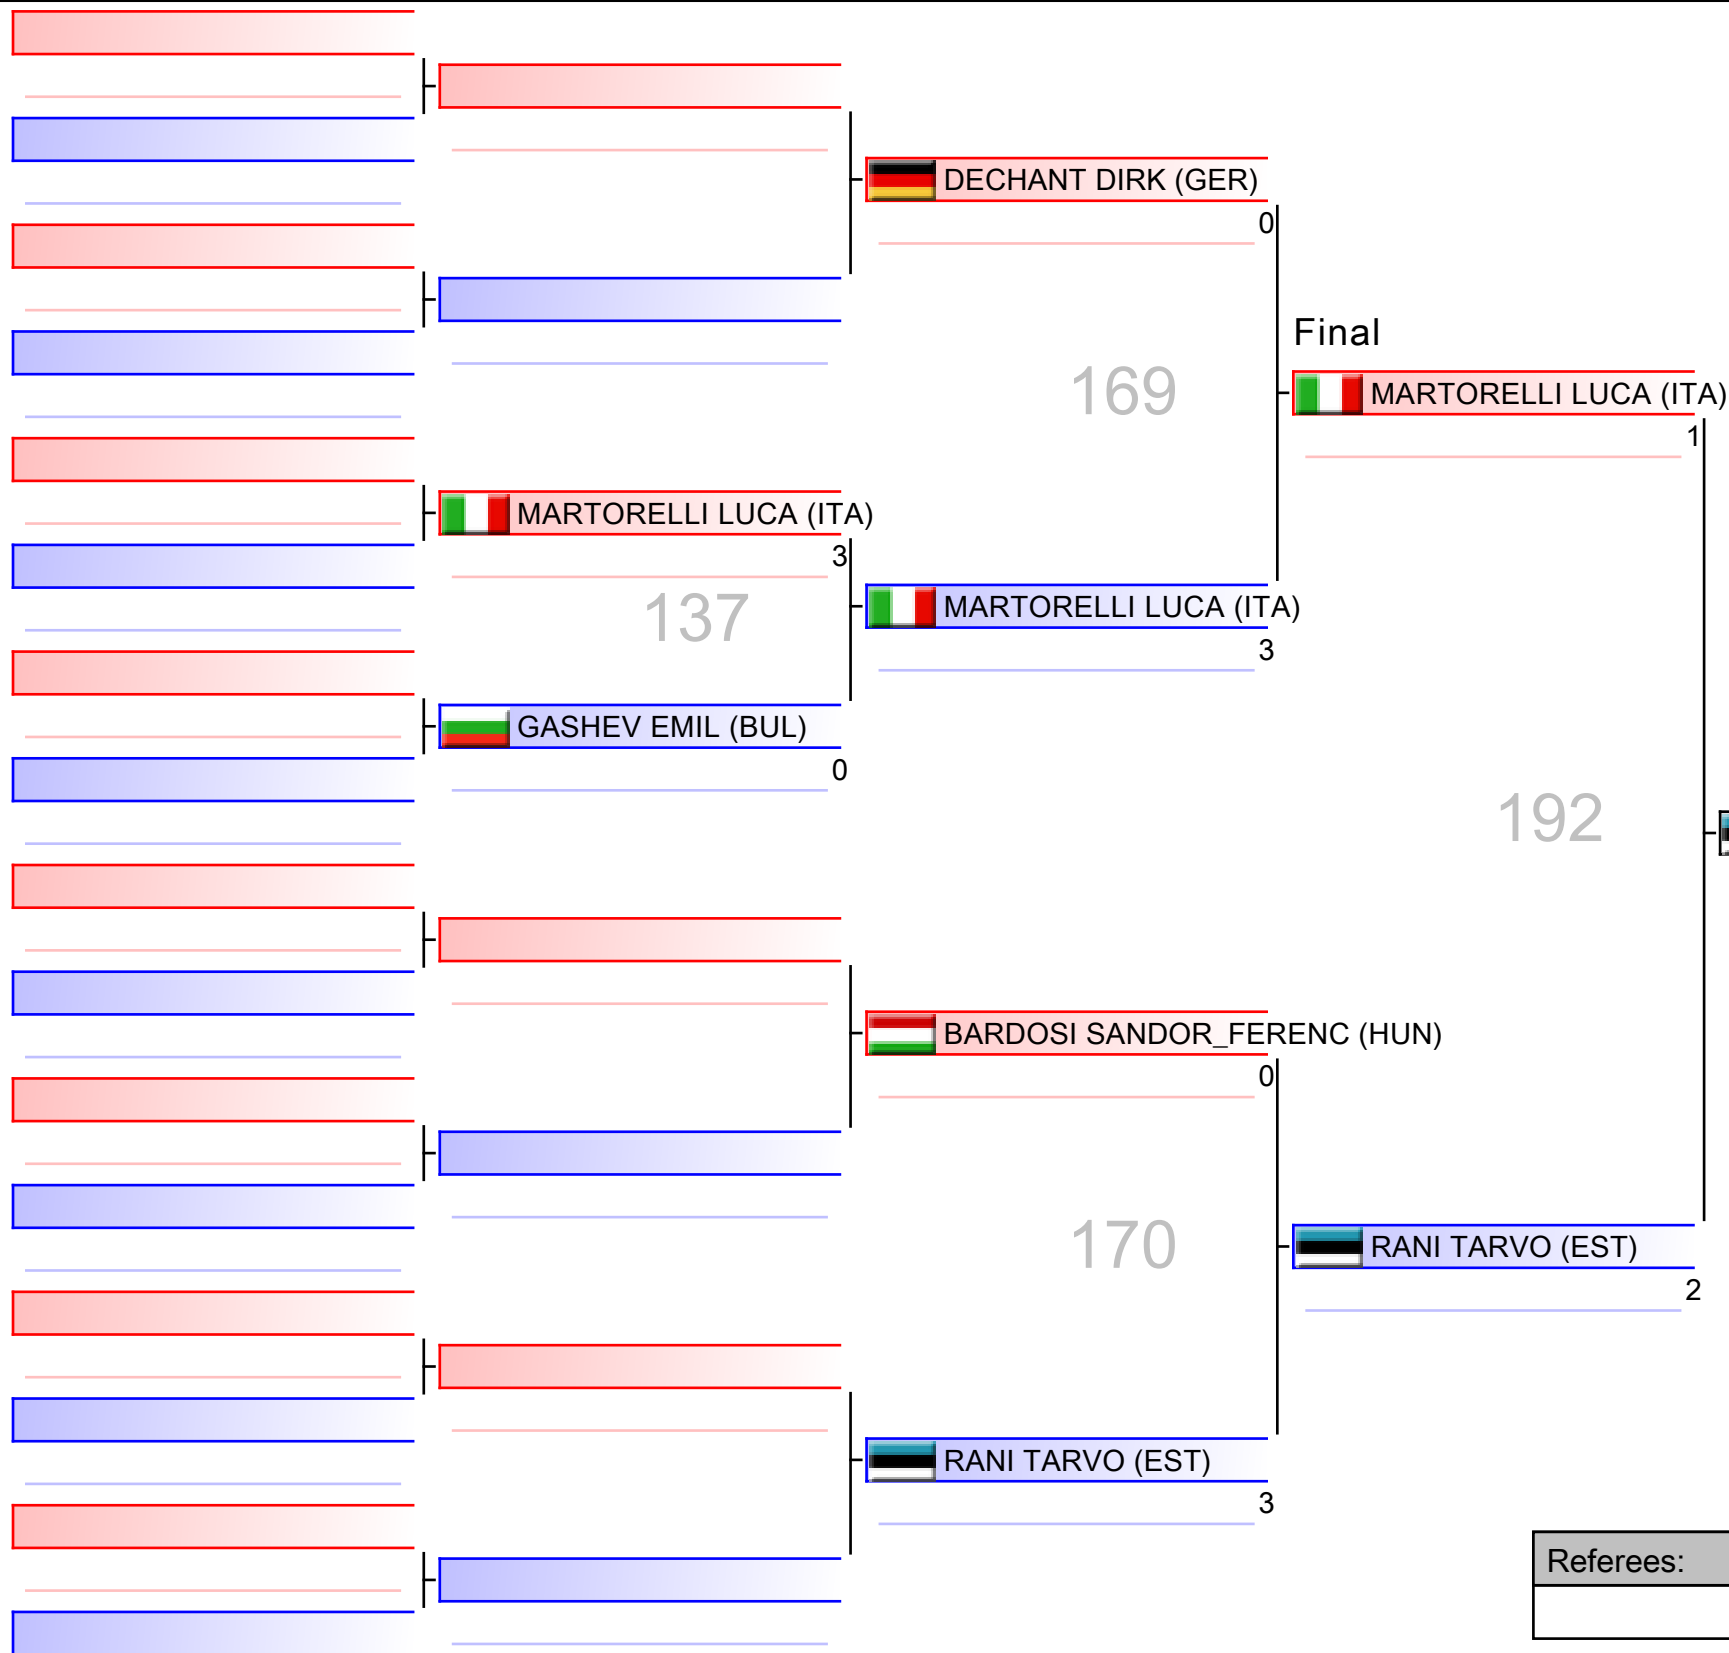 DECHANT DIRK (GER)
0
Final
169
MARTORELLI LUCA (ITA)
1
MARTORELLI LUCA (ITA)
3
137
MARTORELLI LUCA (ITA)
3
GASHEV EMIL (BUL)
0
192
BARDOSI SANDOR_FERENC (HUN)
0
170
RANI TARVO (EST)
2
RANI TARVO (EST)
3
Referees: